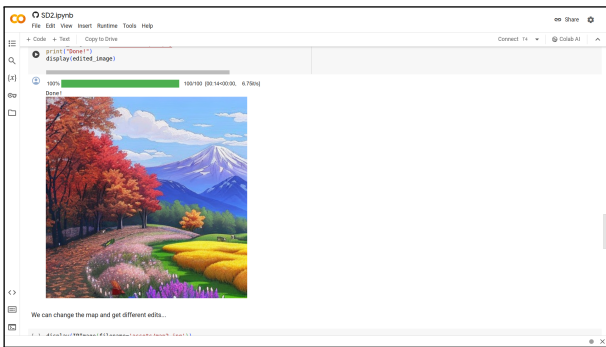 SD2.ipynb
File Edit View Insert Runtime Tools Help
Share
+ Code + Text Copy to Drive
Connect T4
Colab AI
print("Done!")
display(edited_image)
100%
100/100 [00:14<00:00, 6.75it/s]
Done!
We can change the map and get different edits...